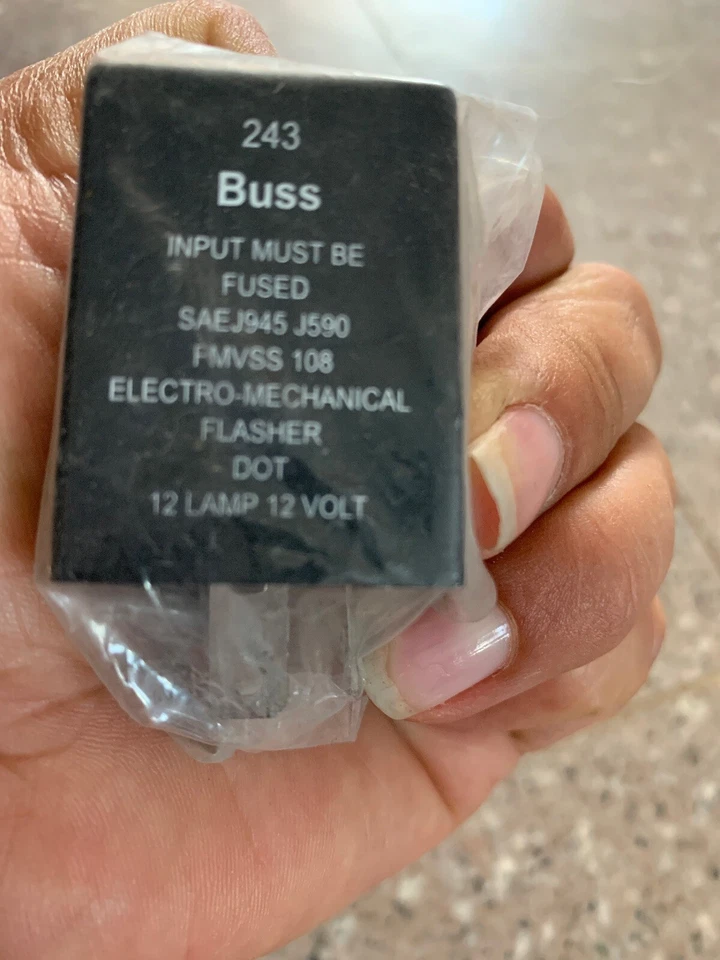 243
Buss
INPUT MUST BE
FUSED
SAEJ945 J590
FMVSS 108
ELECTRO-MECHANICAL
FLASHER
DOT
12 LAMP 12 VOLT